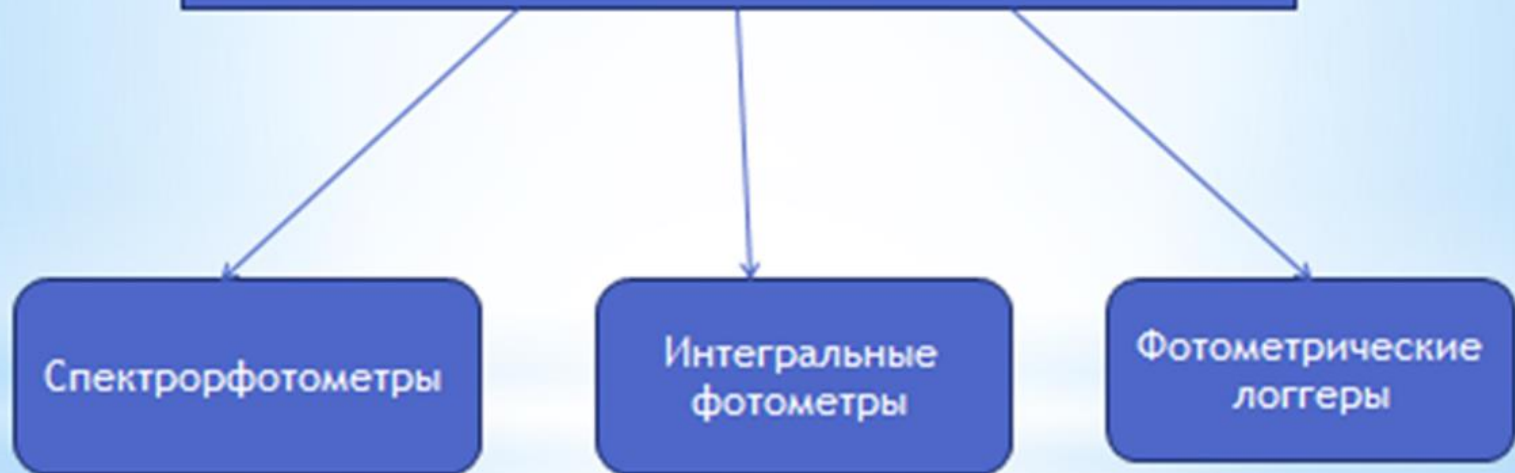 Спектрорфотометры
Интегральные
фотометры
Фотометрические
логгеры